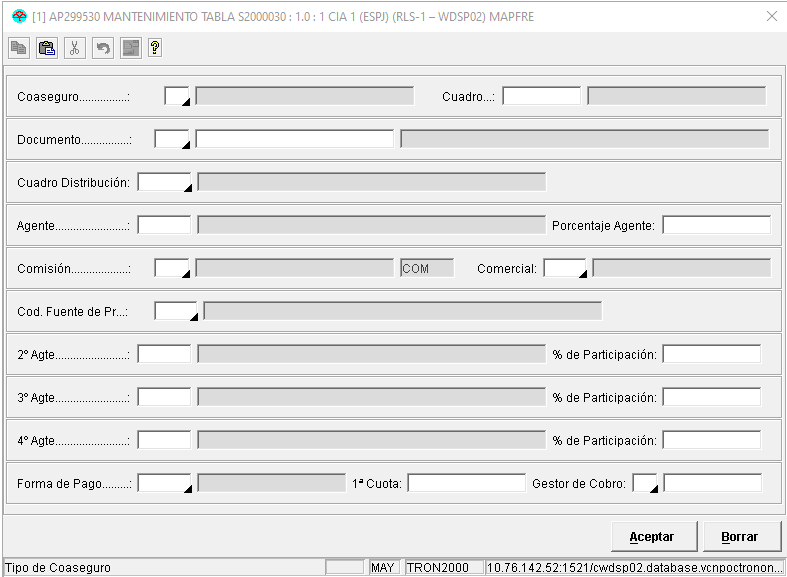 [1] AP299530 MANTENIMIENTO TABLA S2000030 : 1.0 : 1 CIA 1 (ESPJ) (RLS-1 – WDSP02) MAPFRE
Coaseguro...............: Cuadro...:
Documento...............:
Cuadro Distribución:
Agente.......................: Porcentaje Agente:
Comisión..................: COM Comercial:
Cod. Fuente de Pr...:
2º Agte.......................: % de Participación:
3º Agte.......................: % de Participación:
4º Agte.......................: % de Participación:
Forma de Pago........: 1ª Cuota: Gestor de Cobro:
Aceptar Borrar
Tipo de Coaseguro MAY TRON2000 10.76.142.52:1521/cwdsp02.database.vcnpoctronon...